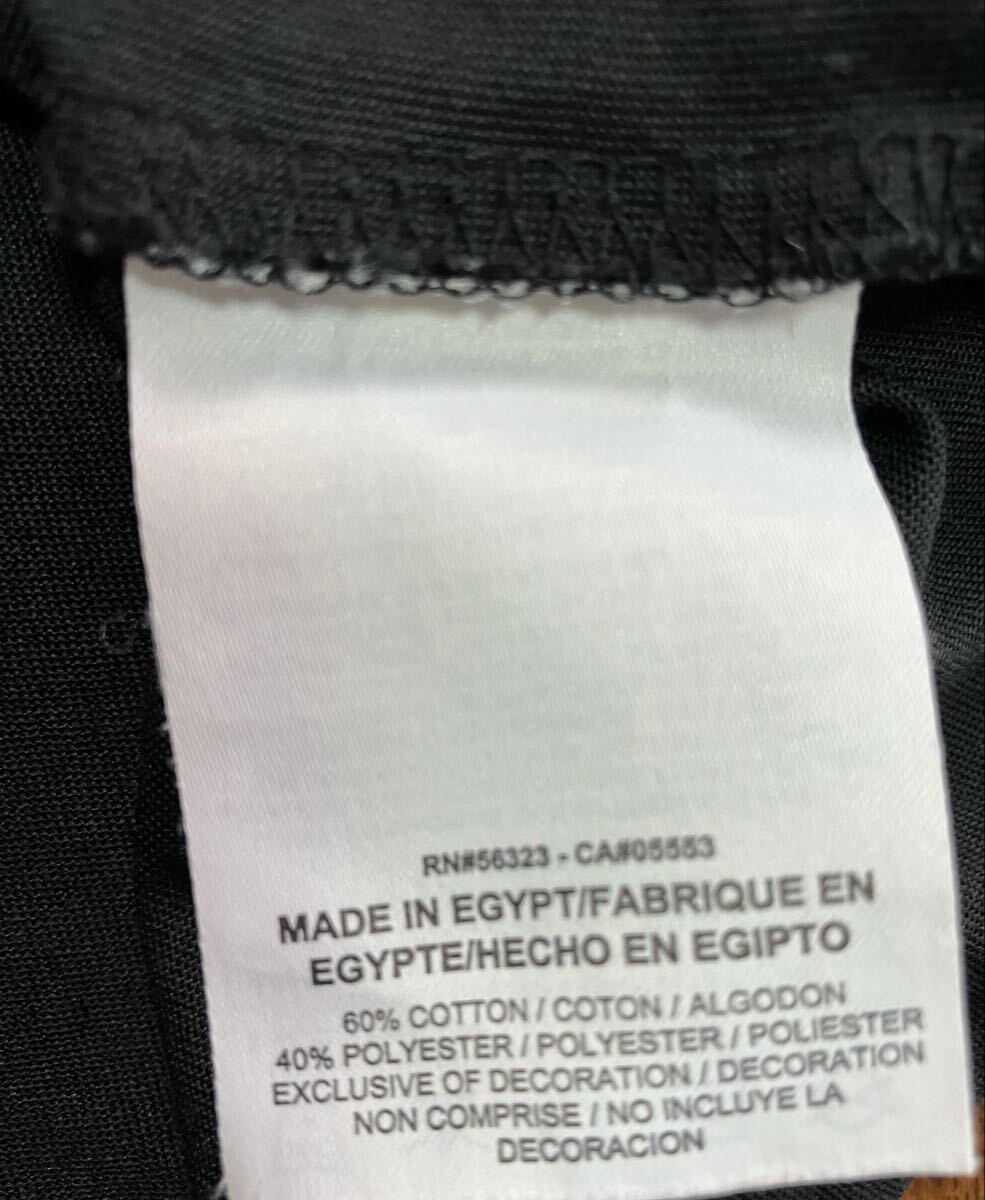 RN#56323 - CA#05553
MADE IN EGYPT/FABRIQUE EN
EGYPTE/HECHO EN EGIPTO
60% COTTON / COTON / ALGODON
40% POLYESTER / POLYESTER / POLIESTER
EXCLUSIVE OF DECORATION / DECORATION
NON COMPRISE / NO INCLUYE LA
DECORACION